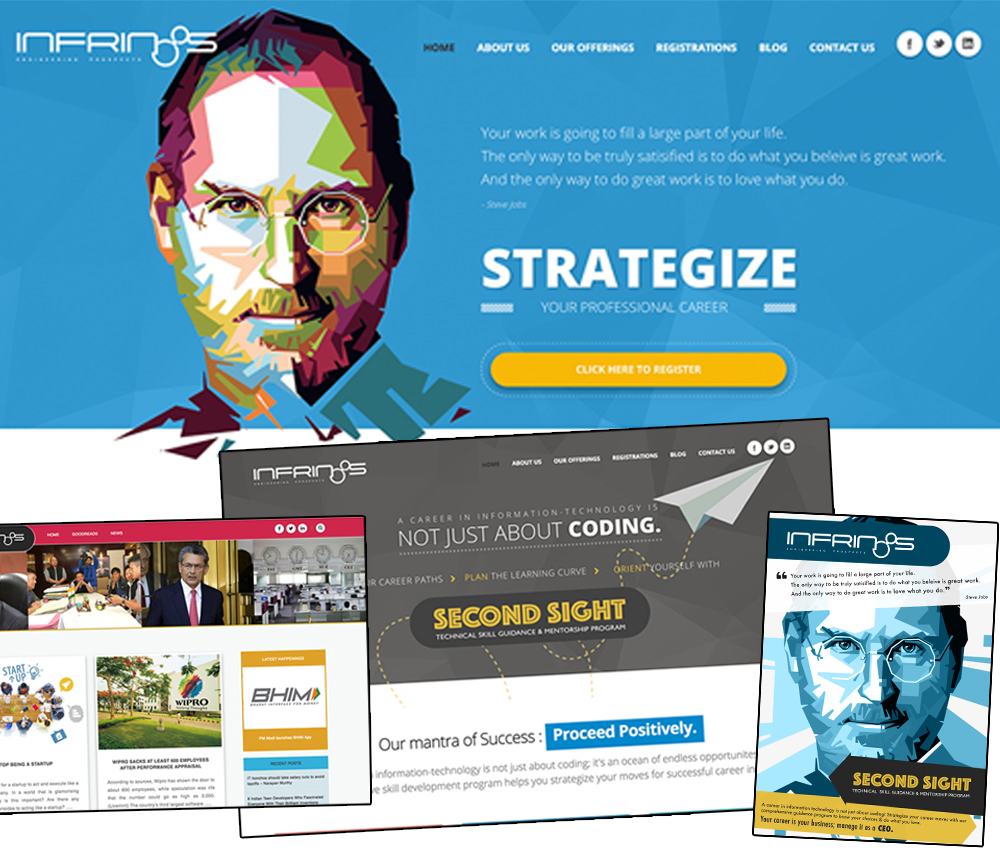 INFRINOS
ENGINEERING PROSPECTS
HOME ABOUT US OUR OFFERINGS REGISTRATIONS BLOG CONTACT US
Your work is going to fill a large part of your life.
The only way to be truly satisified is to do what you beleive is great work.
And the only way to do great work is to love what you do.
- Steve Jobs
STRATEGIZE
YOUR PROFESSIONAL CAREER
CLICK HERE TO REGISTER
INFRINOS
ENGINEERING PROSPECTS
HOME ABOUT US OUR OFFERINGS REGISTRATIONS BLOG CONTACT US
A CAREER IN INFORMATION-TECHNOLOGY IS
NOT JUST ABOUT CODING.
CAREER PATHS > PLAN THE LEARNING CURVE > ORIENT YOURSELF WITH
SECOND SIGHT
TECHNICAL SKILL GUIDANCE & MENTORSHIP PROGRAM
Our mantra of Success : Proceed Positively.
information-technology is not just about coding; it's an ocean of endless opportunities
skill development program helps you strategize your moves for successful career in
HOME GOODREADS NEWS
START UP
WIPRO
BHIM
LATEST HAPPENINGS
BHARAT INTERFACE FOR MONEY
PM Modi launches BHIM App
TOP BEING A STARTUP
for a startup to act and execute like a
in a world that is glamorising
is this important? Are there any
to acting like a startup?
WIPRO SACKS AT LEAST 600 EMPLOYEES
AFTER PERFORMANCE APPRAISAL
According to sources, Wipro has shown the door to
about 600 employees, while speculation was rife
that the number could go as high as 2,000.
(Livemint) The country's third largest software
RECENT POSTS
IT honchos should take salary cuts to avoid
layoffs – Narayan Murthy
8 Indian Teen Developers Who Fascinated
Everyone With Their Brilliant Inventions
INFRINOS
ENGINEERING PROSPECTS
“ Your work is going to fill a large part of your life.
The only way to be truly satisified is to do what you beleive is great work.
And the only way to do great work is to love what you do. ”
-Steve Jobs
SECOND SIGHT
TECHNICAL SKILL GUIDANCE & MENTORSHIP PROGRAM
A career in information technology is not just about coding! Strategize your career moves with our
comprehensive guidance program to know your choices & do what you love.
Your career is your business; manage it as a CEO.